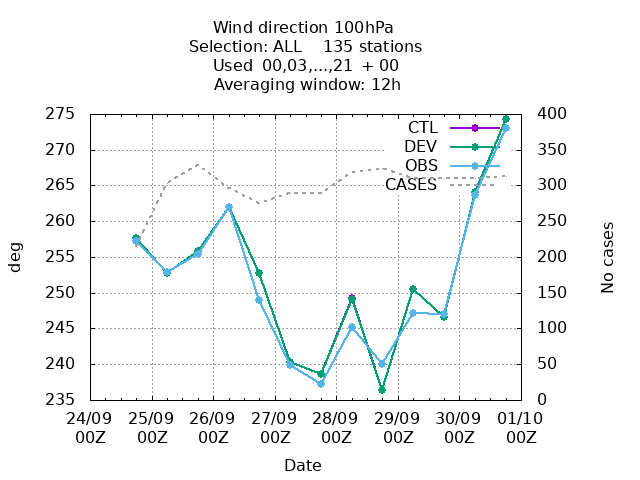 Wind direction 100hPa
Selection: ALL    135 stations
Used  00,03,...,21  + 00
Averaging window: 12h
275 400
CTL
270 DEV 350
265 OBS 300
CASES
260 250
255 200
250 150
245 100
240 50
235 0
deg
No cases
24/09 25/09 26/09 27/09 28/09 29/09 30/09 01/10
00Z 00Z 00Z 00Z 00Z 00Z 00Z 00Z
Date